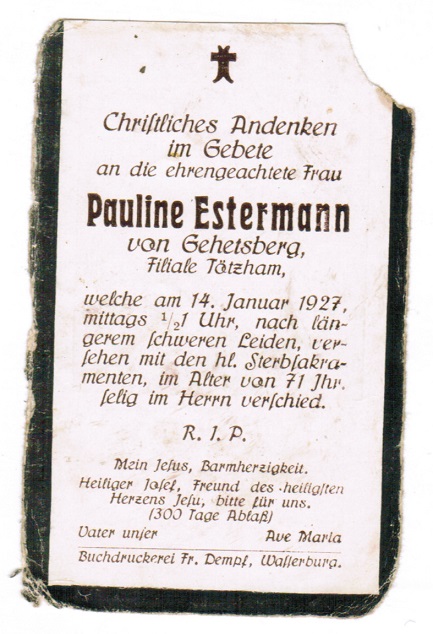 Christliches Andenken
im Gebete
an die ehrengeachtete Frau
Pauline Estermann
von Gehetsberg,
Filiale Tötzham,
welche am 14. Januar 1927,
mittags ½1 Uhr, nach län-
gerem schweren Leiden, ver-
sehen mit den hl. Sterbsakra-
menten, im Alter von 71 Jhr.
selig im Herrn verschied.
R. I. P.
Mein Jesus, Barmherzigkeit.
Heiliger Josef, Freund des heiligsten
Herzens Jesu, bitte für uns.
(300 Tage Ablaß)
Vater unser Ave Maria
Buchdruckerei Fr. Dempf, Wasserburg.